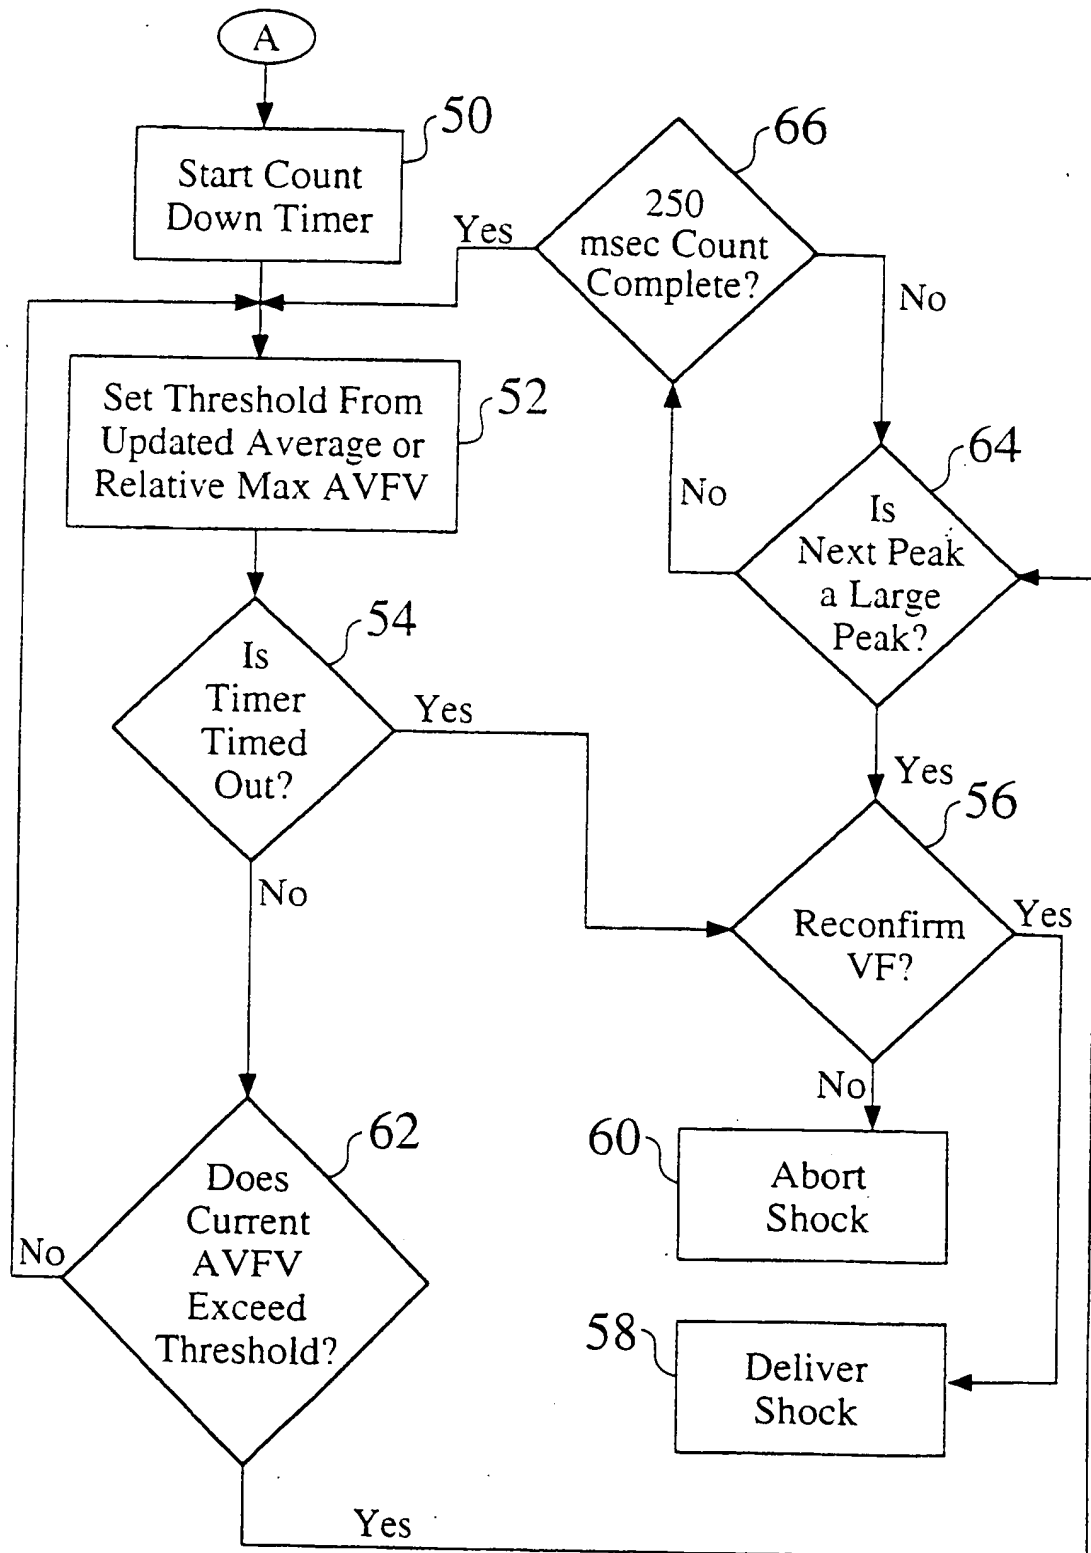 A
50
Start Count
Down Timer
66
250
msec Count
Complete?
Yes
No
52
Set Threshold From
Updated Average or
Relative Max AVFV
64
Is
Next Peak
a Large
Peak?
No
Yes
54
Is
Timer
Timed
Out?
Yes
No
56
Reconfirm
VF?
Yes
No
60
Abort
Shock
62
Does
Current
AVFV
Exceed
Threshold?
No
Yes
58
Deliver
Shock